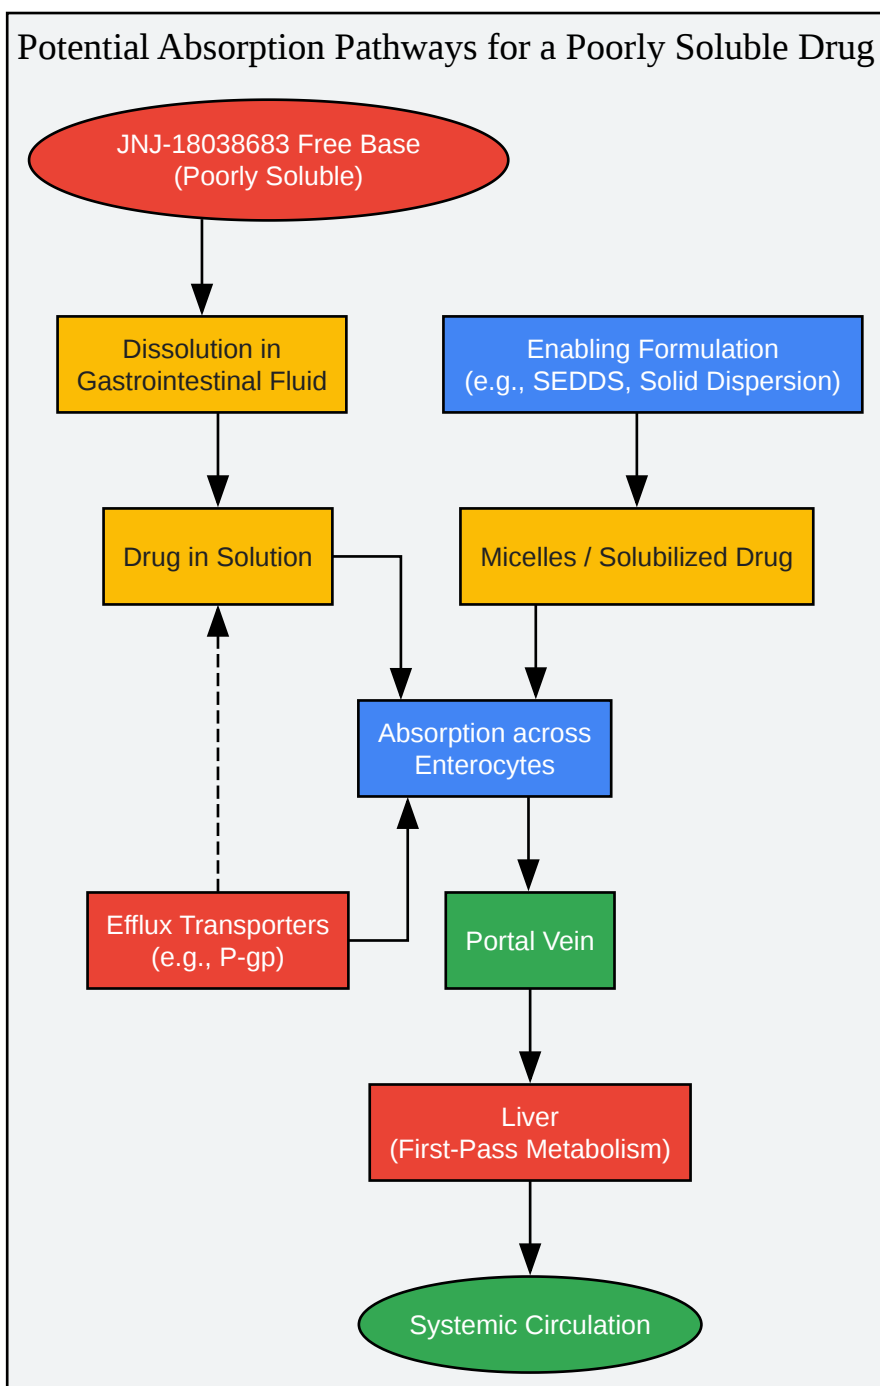 Potential Absorption Pathways for a Poorly Soluble Drug
JNJ-18038683 Free Base
(Poorly Soluble)
Dissolution in
Gastrointestinal Fluid
Enabling Formulation
(e.g., SEDDS, Solid Dispersion)
Drug in Solution
Micelles / Solubilized Drug
Absorption across
Enterocytes
Efflux Transporters
(e.g., P-gp)
Portal Vein
Liver
(First-Pass Metabolism)
Systemic Circulation